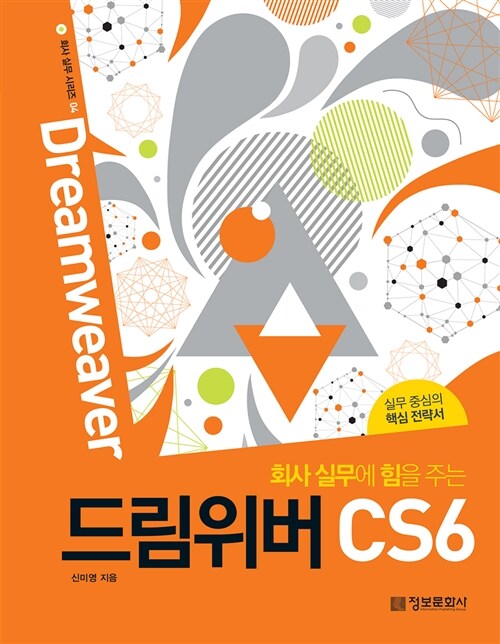 회사 실무 시리즈 04
Dreamweaver
실무 중심의
핵심 전략서
회사 실무에 힘을 주는
드림위버 CS6
신미영 지음
정보문화사